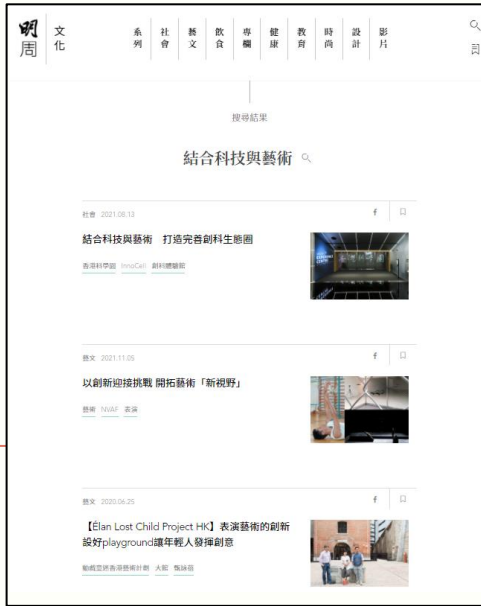 明周
文化
系列
社會
藝文
飲食
專欄
健康
教育
時尚
設計
影片
搜尋結果
結合科技與藝術
社會 2021.08.13
結合科技與藝術 打造完善創科生態圈
香港科學園 InnoCell 創科體驗館
藝文 2021.11.05
以創新迎接挑戰 開拓藝術「新視野」
藝術 NVAF 表演
藝文 2020.06.25
【Élan Lost Child Project HK】表演藝術的創新
設好playground讓年輕人發揮創意
大館